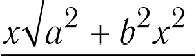 x√a² + b²x²